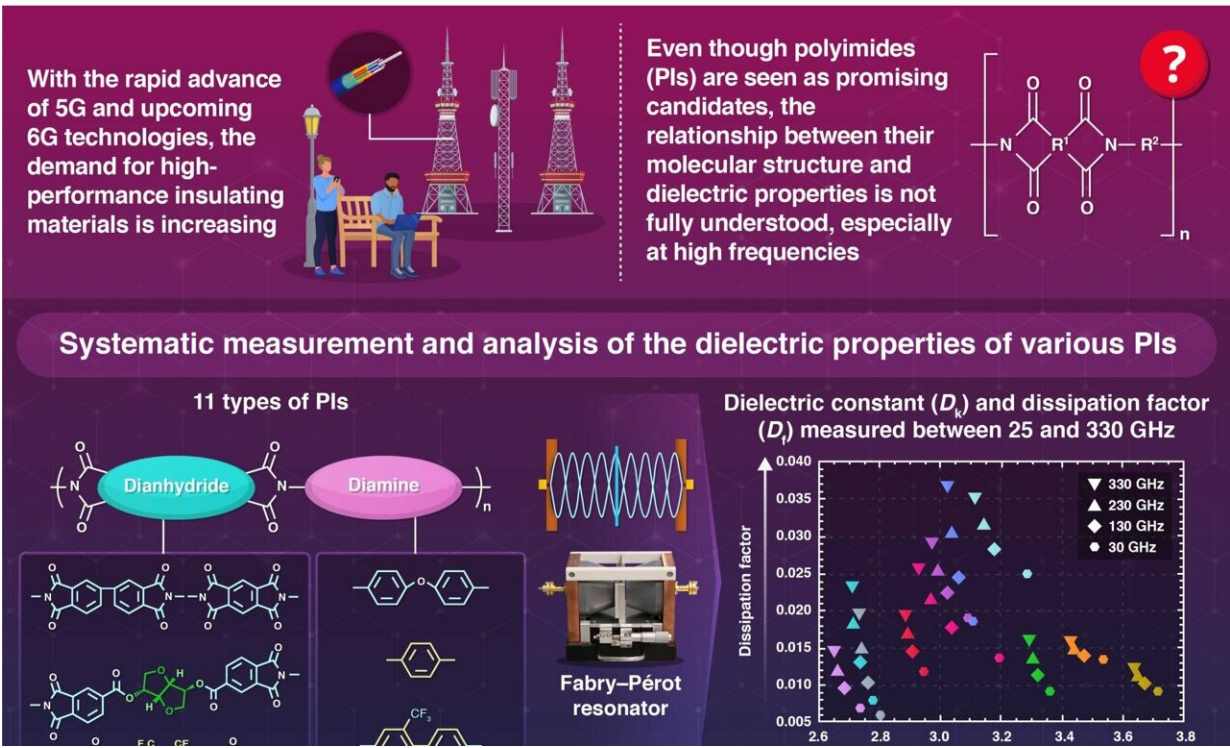 With the rapid advance
of 5G and upcoming
6G technologies, the
demand for high-
performance insulating
materials is increasing
Even though polyimides
(PIs) are seen as promising
candidates, the
relationship between their
molecular structure and
dielectric properties is not
fully understood, especially
at high frequencies
?
O O
N R¹ N R²
O O
n
Systematic measurement and analysis of the dielectric properties of various PIs
11 types of PIs
O O
N Dianhydride N Diamine
O O
n
O O O O
N N N N
O O O O
O
O O O O
N O H O N
O O H O O
O
O O
F₃C CF₃
O
CF₃
Fabry–Pérot
resonator
Dielectric constant (Dk) and dissipation factor
(Df) measured between 25 and 330 GHz
Dissipation factor
0.040
0.035
0.030
0.025
0.020
0.015
0.010
0.005
330 GHz
230 GHz
130 GHz
30 GHz
2.6 2.8 3.0 3.2 3.4 3.6 3.8